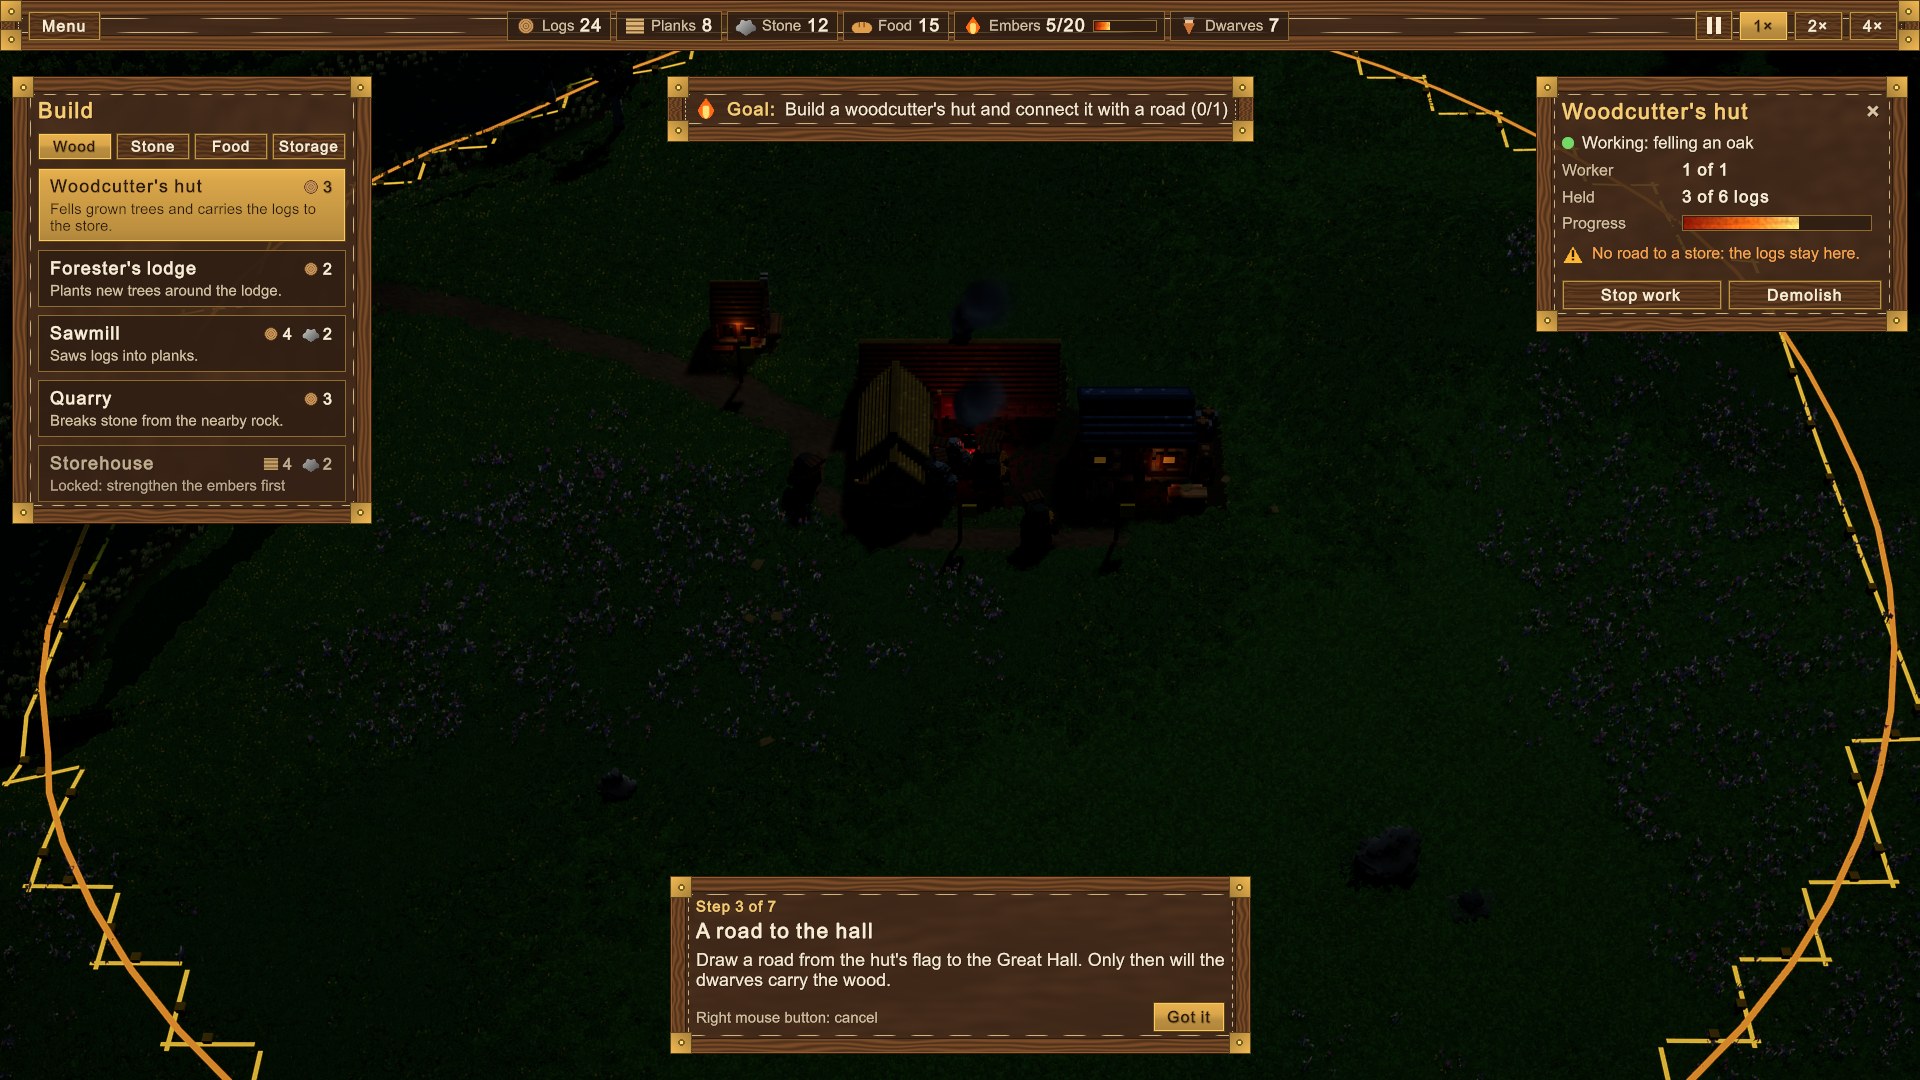 Menu
Logs 24
Planks 8
Stone 12
Food 15
Embers 5/20
Dwarves 7
1×
2×
4×
Build
Wood
Stone
Food
Storage
Woodcutter's hut 3
Fells grown trees and carries the logs to
the store.
Forester's lodge 2
Plants new trees around the lodge.
Sawmill 4 2
Saws logs into planks.
Quarry 3
Breaks stone from the nearby rock.
Storehouse 4 2
Locked: strengthen the embers first
Goal: Build a woodcutter's hut and connect it with a road (0/1)
Woodcutter's hut ×
Working: felling an oak
Worker 1 of 1
Held 3 of 6 logs
Progress
No road to a store: the logs stay here.
Stop work
Demolish
Step 3 of 7
A road to the hall
Draw a road from the hut's flag to the Great Hall. Only then will the
dwarves carry the wood.
Right mouse button: cancel
Got it